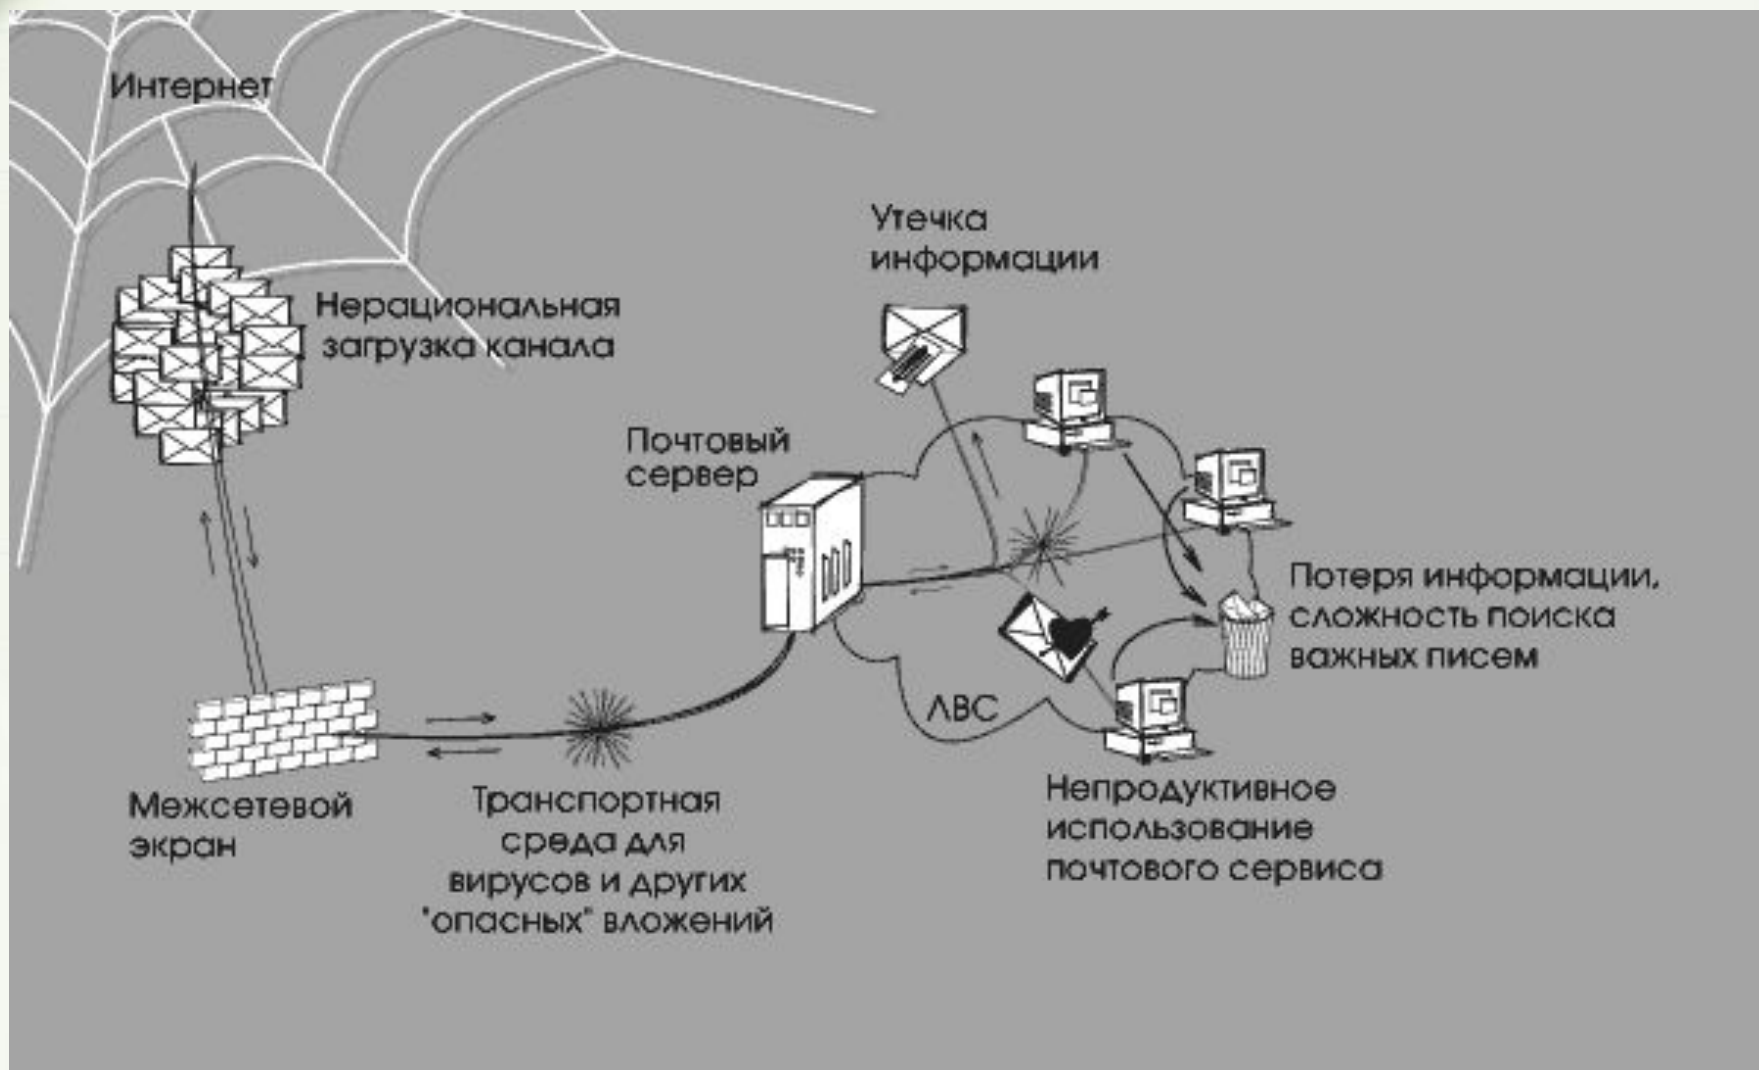 Интернет
Нерациональная
загрузка канала
Утечка
информации
Почтовый
сервер
Потеря информации,
сложность поиска
важных писем
ЛВС
Межсетевой
экран
Транспортная
среда для
вирусов и других
"опасных" вложений
Непродуктивное
использование
почтового сервиса